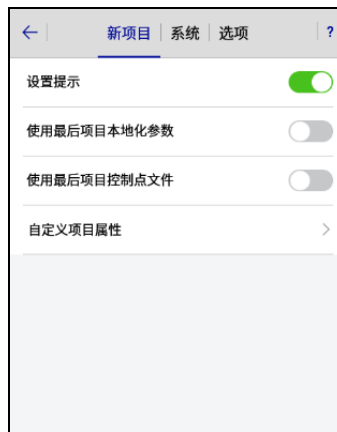 新项目 系统 选项 ?
设置提示
使用最后项目本地化参数
使用最后项目控制点文件
自定义项目属性